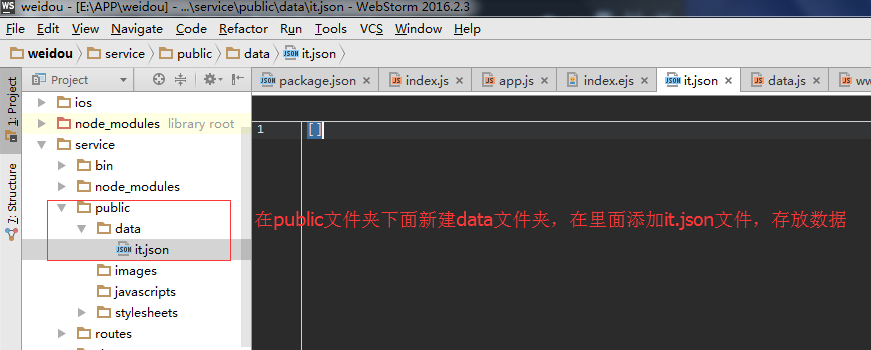 WS weidou - [E:\APP\weidou] - ...\service\public\data\it.json - WebStorm 2016.2.3
File Edit View Navigate Code Refactor Run Tools VCS Window Help
weidou service public data it.json
1: Project
7: Structure
Project
package.json index.js app.js index.ejs it.json data.js ww
ios
node_modules library root
service
bin
node_modules
public
data
it.json
images
javascripts
stylesheets
routes
1 []
在public文件夹下面新建data文件夹，在里面添加it.json文件，存放数据